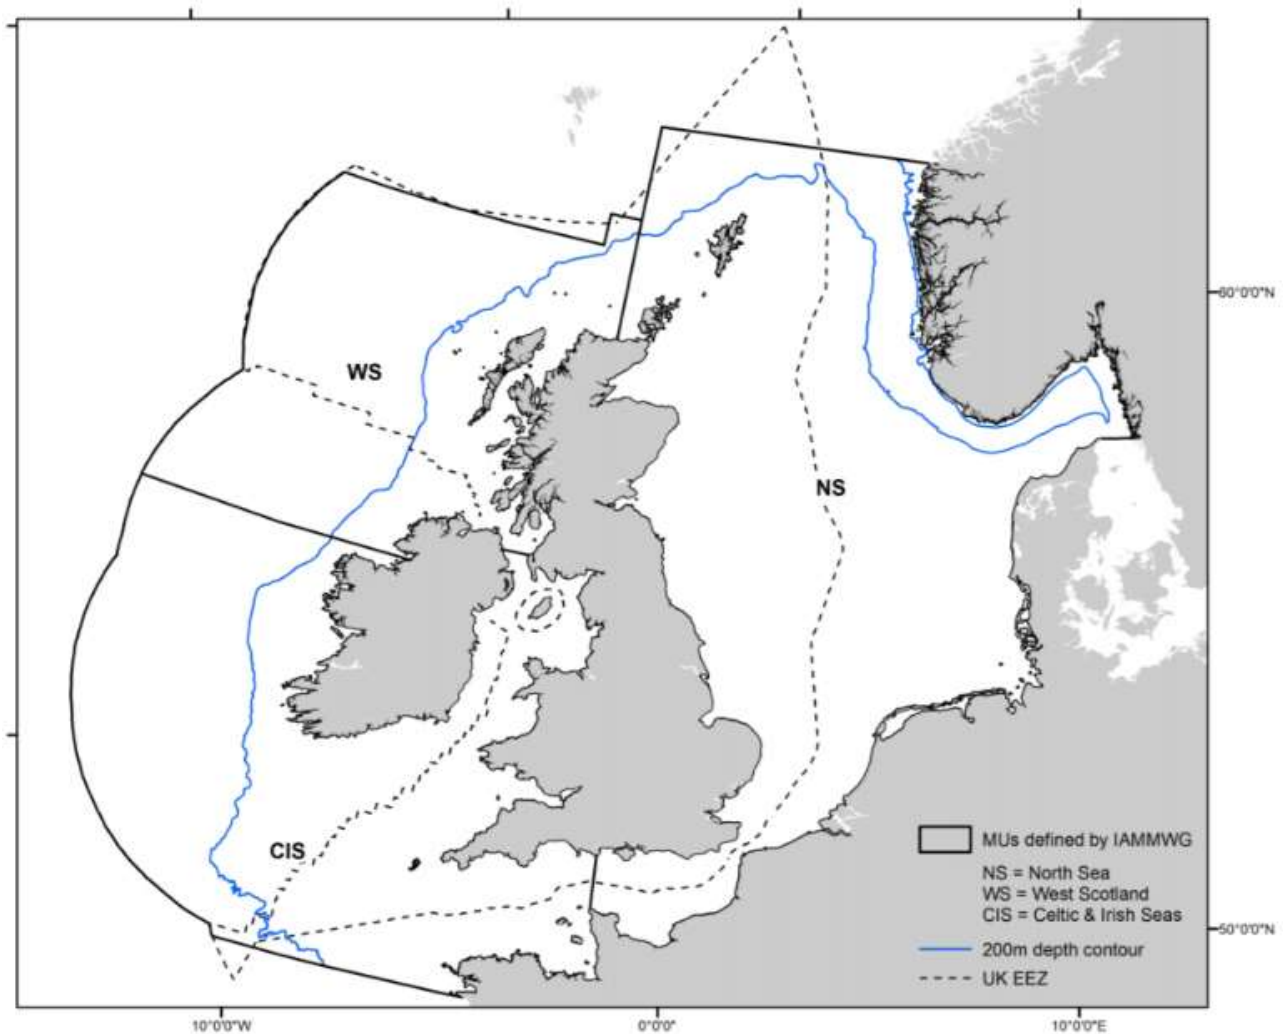 60°0'0"N
WS
NS
CIS
MUs defined by IAMMWG
NS = North Sea
WS = West Scotland
CIS = Celtic & Irish Seas
50°0'0"N
200m depth contour
UK EEZ
10°0'0"W
0°0'0"
10°0'0"E